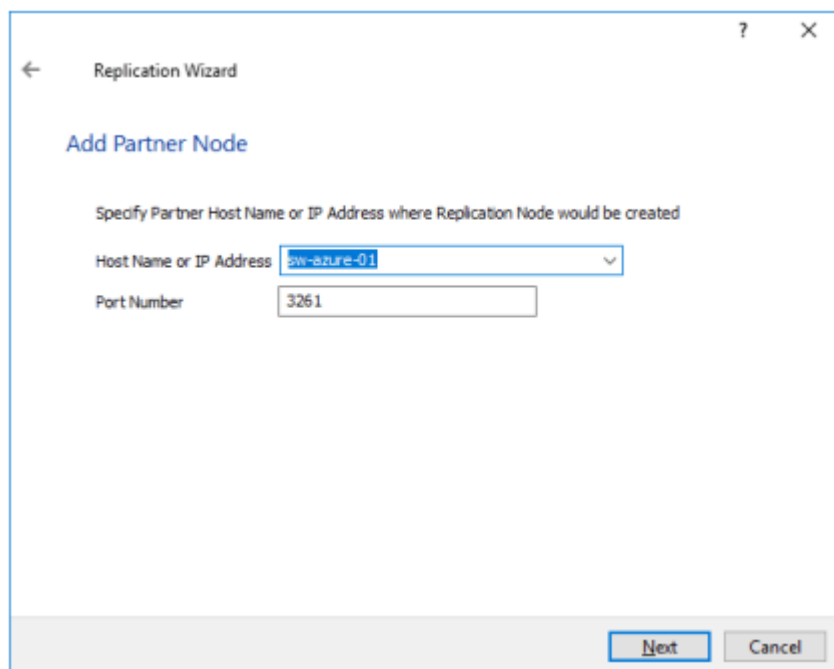 ?
Replication Wizard
Add Partner Node
Specify Partner Host Name or IP Address where Replication Node would be created
Host Name or IP Address sw-azure-01
Port Number 3261
Next Cancel